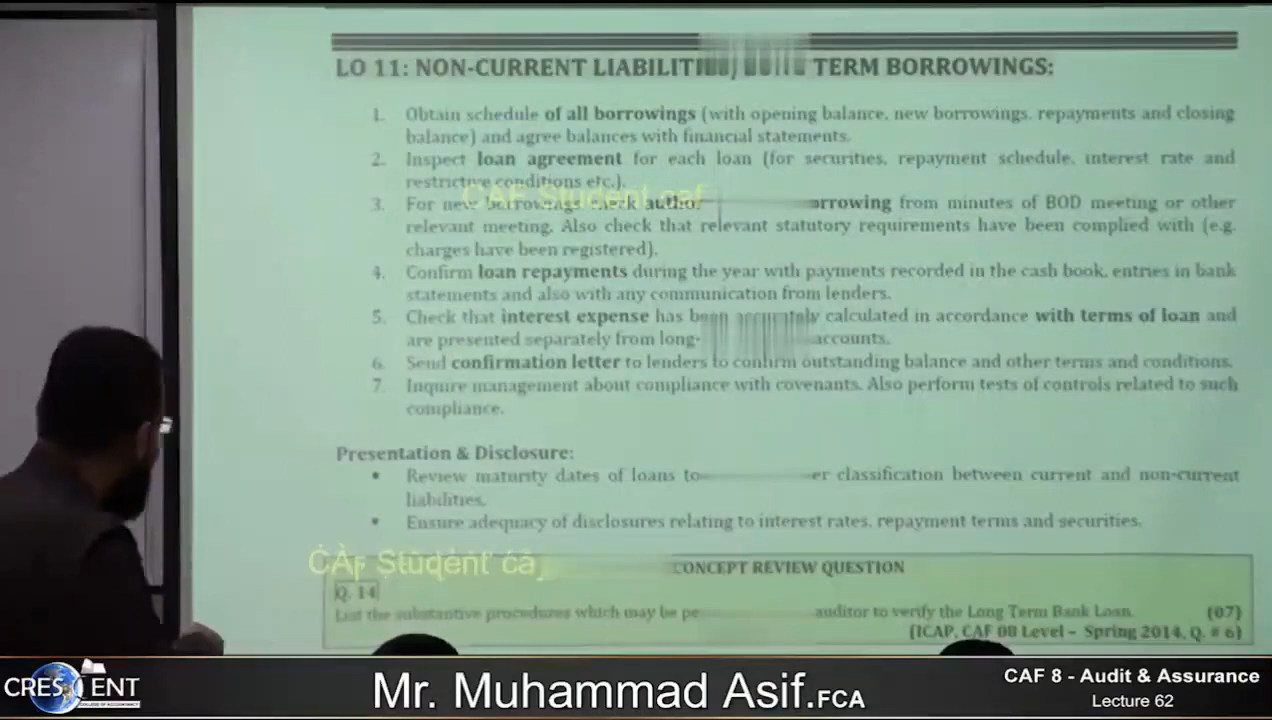 LO 11: NON-CURRENT LIABILITI TERM BORROWINGS:
1. Obtain schedule of all borrowings (with opening balance, new borrowings, repayments and closing
balance) and agree balances with financial statements.
2. Inspect loan agreement for each loan (for securities, repayment schedule, interest rate and
restrictive conditions etc.).
CAF Student caf
3. For new borrowings check autho orrowing from minutes of BOD meeting or other
relevant meeting. Also check that relevant statutory requirements have been complied with (e.g.
charges have been registered).
4. Confirm loan repayments during the year with payments recorded in the cash book, entries in bank
statements and also with any communication from lenders.
5. Check that interest expense has been accurately calculated in accordance with terms of loan and
are presented separately from long- accounts.
6. Send confirmation letter to lenders to confirm outstanding balance and other terms and conditions.
7. Inquire management about compliance with covenants. Also perform tests of controls related to such
compliance.
Presentation & Disclosure:
• Review maturity dates of loans to er classification between current and non-current
liabilities.
• Ensure adequacy of disclosures relating to interest rates, repayment terms and securities.
CONCEPT REVIEW QUESTION
Q. 14
List the substantive procedures which may be pe auditor to verify the Long Term Bank Loan. (07)
(ICAP, CAF 08 Level – Spring 2014, Q. # 6)
CRESCENT
COLLEGE OF ACCOUNTANCY
Mr. Muhammad Asif.FCA
CAF 8 - Audit & Assurance
Lecture 62